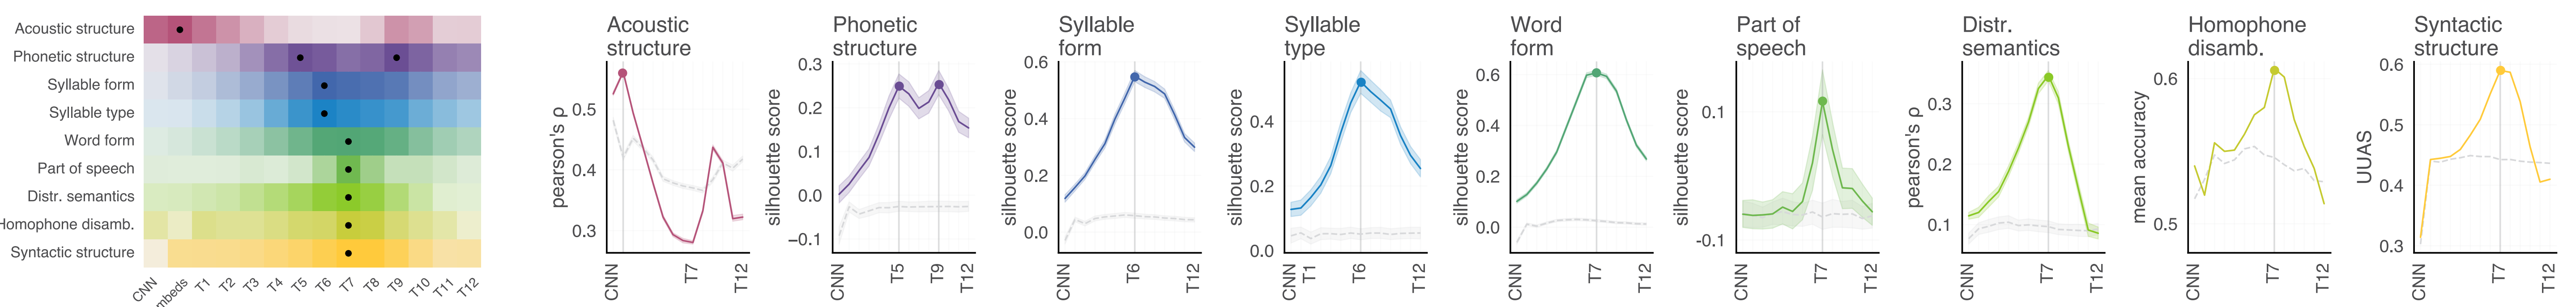 Acoustic structure
Phonetic structure
Syllable form
Syllable type
Word form
Part of speech
Distr. semantics
Homophone disamb.
Syntactic structure
CNN
mbeds
T1
T2
T3
T4
T5
T6
T7
T8
T9
T10
T11
T12
Acoustic
structure
pearson's ρ
0.5
0.4
0.3
CNN
T7
T12
Phonetic
structure
silhouette score
0.3
0.2
0.1
0.0
−0.1
CNN
T5
T9
T12
Syllable
form
silhouette score
0.6
0.4
0.2
0.0
CNN
T6
T12
Syllable
type
silhouette score
0.4
0.2
0.0
CNN
T1
T6
T12
Word
form
silhouette score
0.6
0.4
0.2
0.0
CNN
T7
T12
Part of
speech
silhouette score
0.1
-0.1
CNN
T7
T12
Distr.
semantics
pearson's ρ
0.3
0.2
0.1
CNN
T7
T12
Homophone
disamb.
mean accuracy
0.6
0.5
CNN
T7
T12
Syntactic
structure
UUAS
0.6
0.5
0.4
0.3
CNN
T7
T12